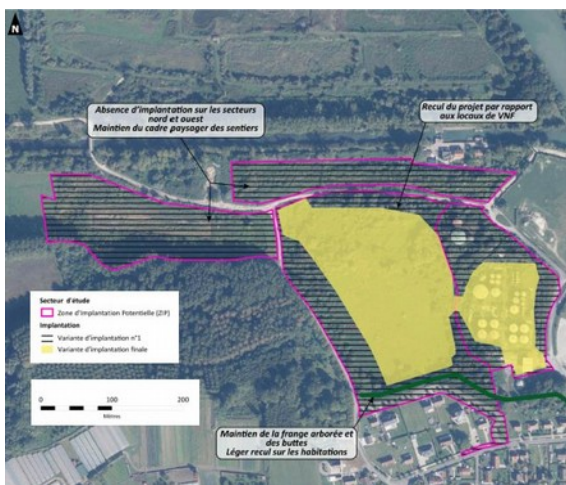 N
Absence d'implantation sur les secteurs
nord et ouest
Maintien du cadre paysager des sentiers
Recul du projet par rapport
aux locaux de VNF
Secteur d'étude
Zone d'Implantation Potentielle (ZIP)
Implantation
Variante d'implantation n°1
Variante d'implantation finale
0 100 200
Mètres
Maintien de la frange arborée et
des buttes
Léger recul sur les habitations